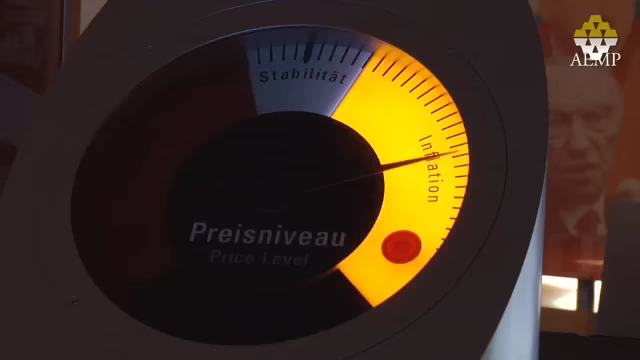 AEMP
Stabilität
Inflation
Preisniveau
Price Level